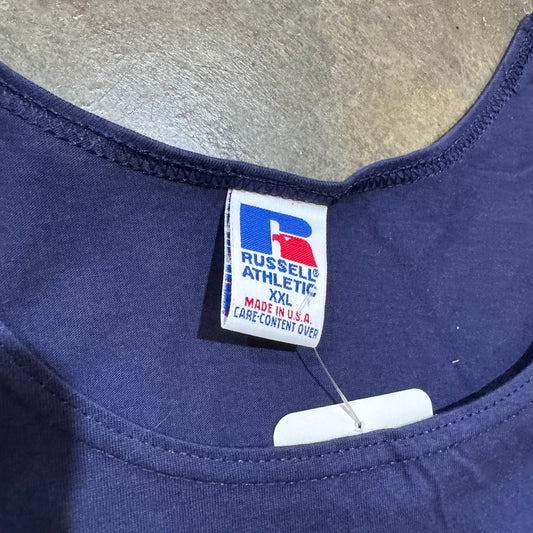 RUSSELL®
ATHLETIC
XXL
MADE IN U.S.A.
CARE-CONTENT OVER